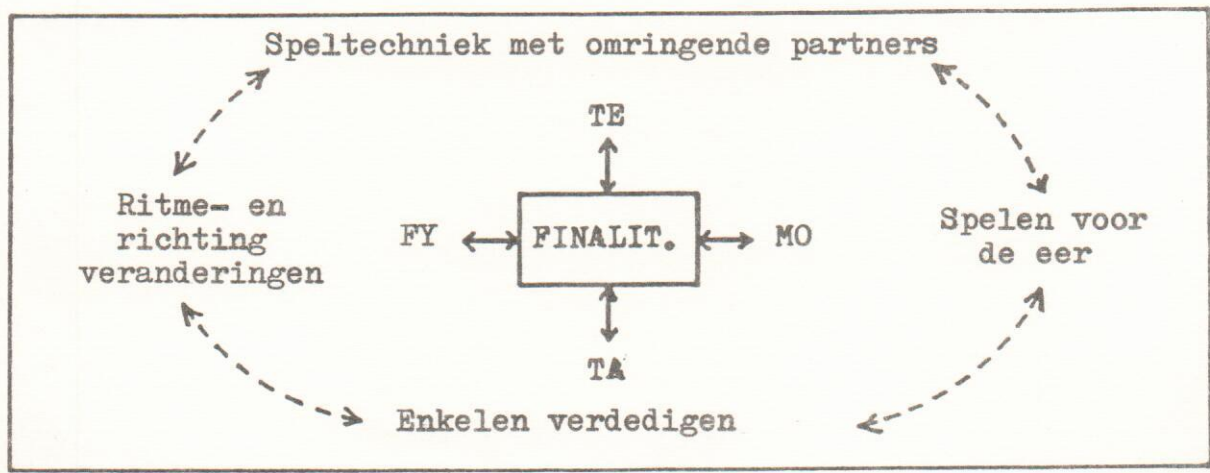 Speltechniek met omringende partners
TE
Ritme- en
richting
veranderingen
FY
FINALIT.
MO
Spelen voor
de eer
TA
Enkelen verdedigen